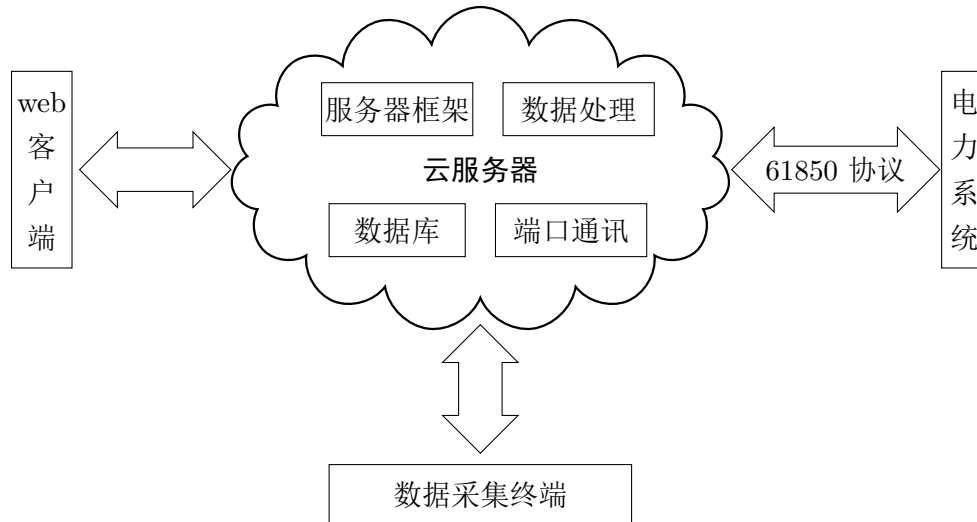 web
客
户
端
服务器框架
数据处理
云服务器
数据库
端口通讯
61850 协议
电
力
系
统
数据采集终端